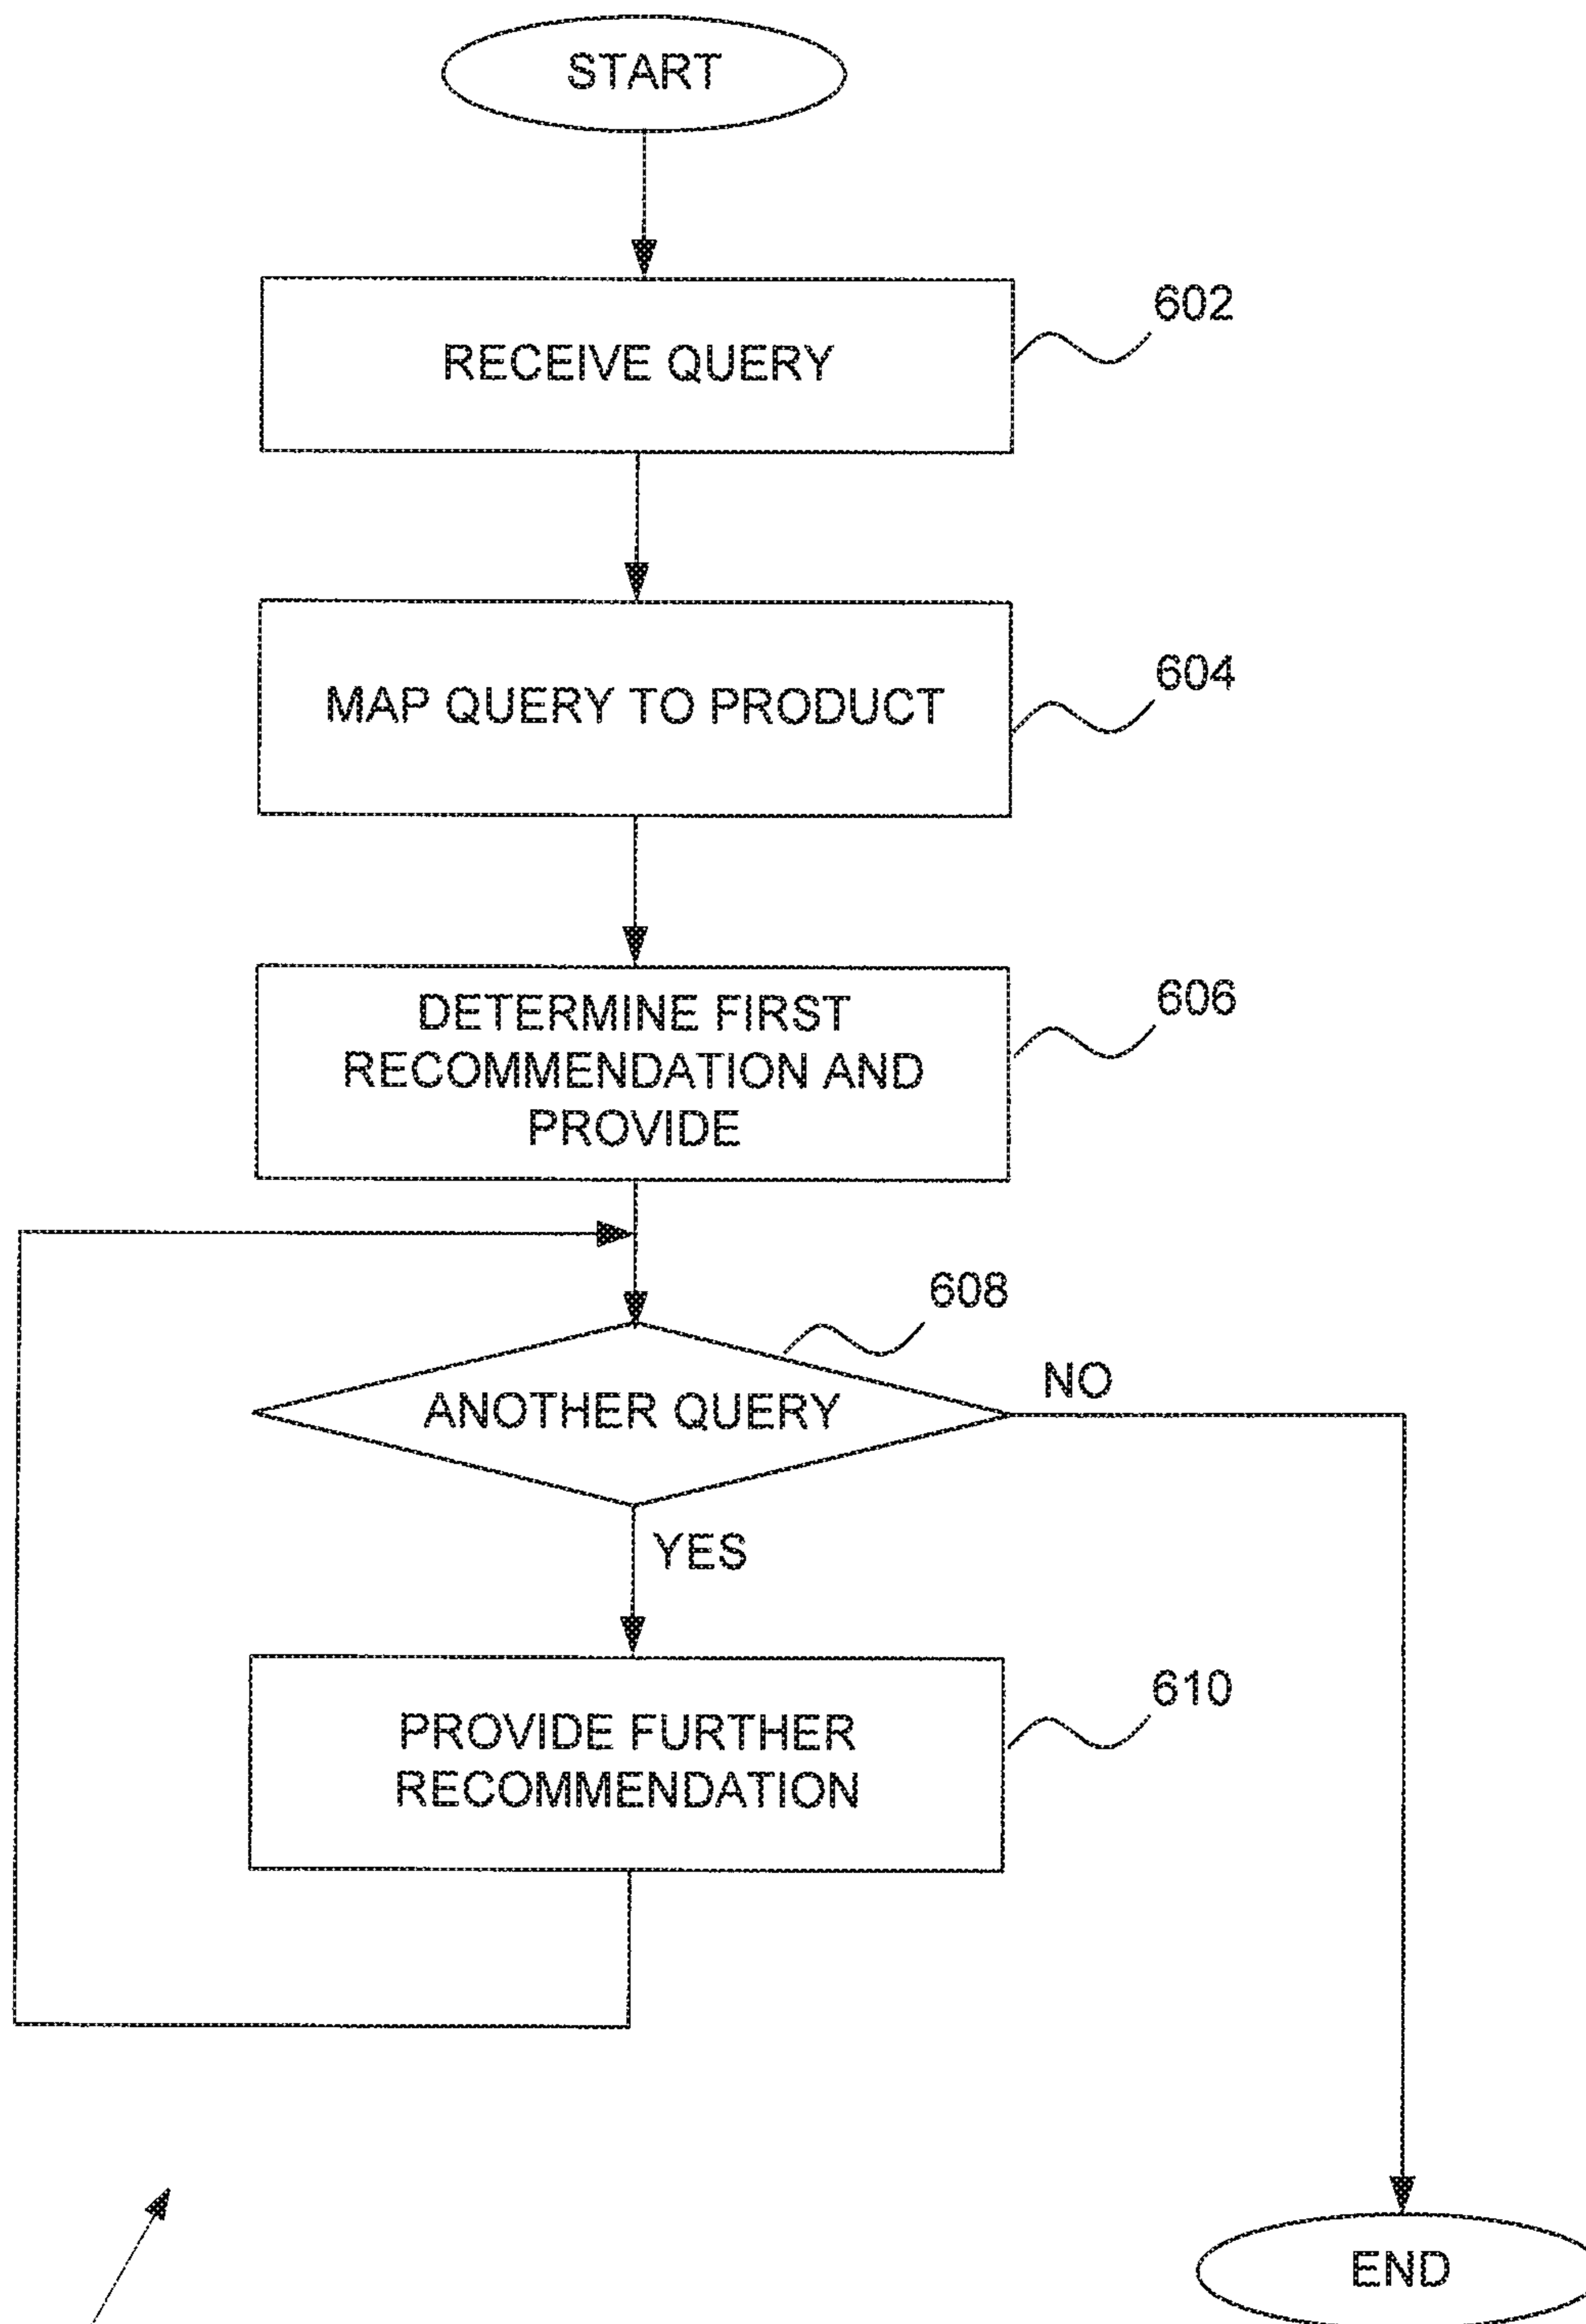 START
RECEIVE QUERY
602
MAP QUERY TO PRODUCT
604
DETERMINE FIRST
RECOMMENDATION AND
PROVIDE
606
608
ANOTHER QUERY
NO
YES
PROVIDE FURTHER
RECOMMENDATION
610
END